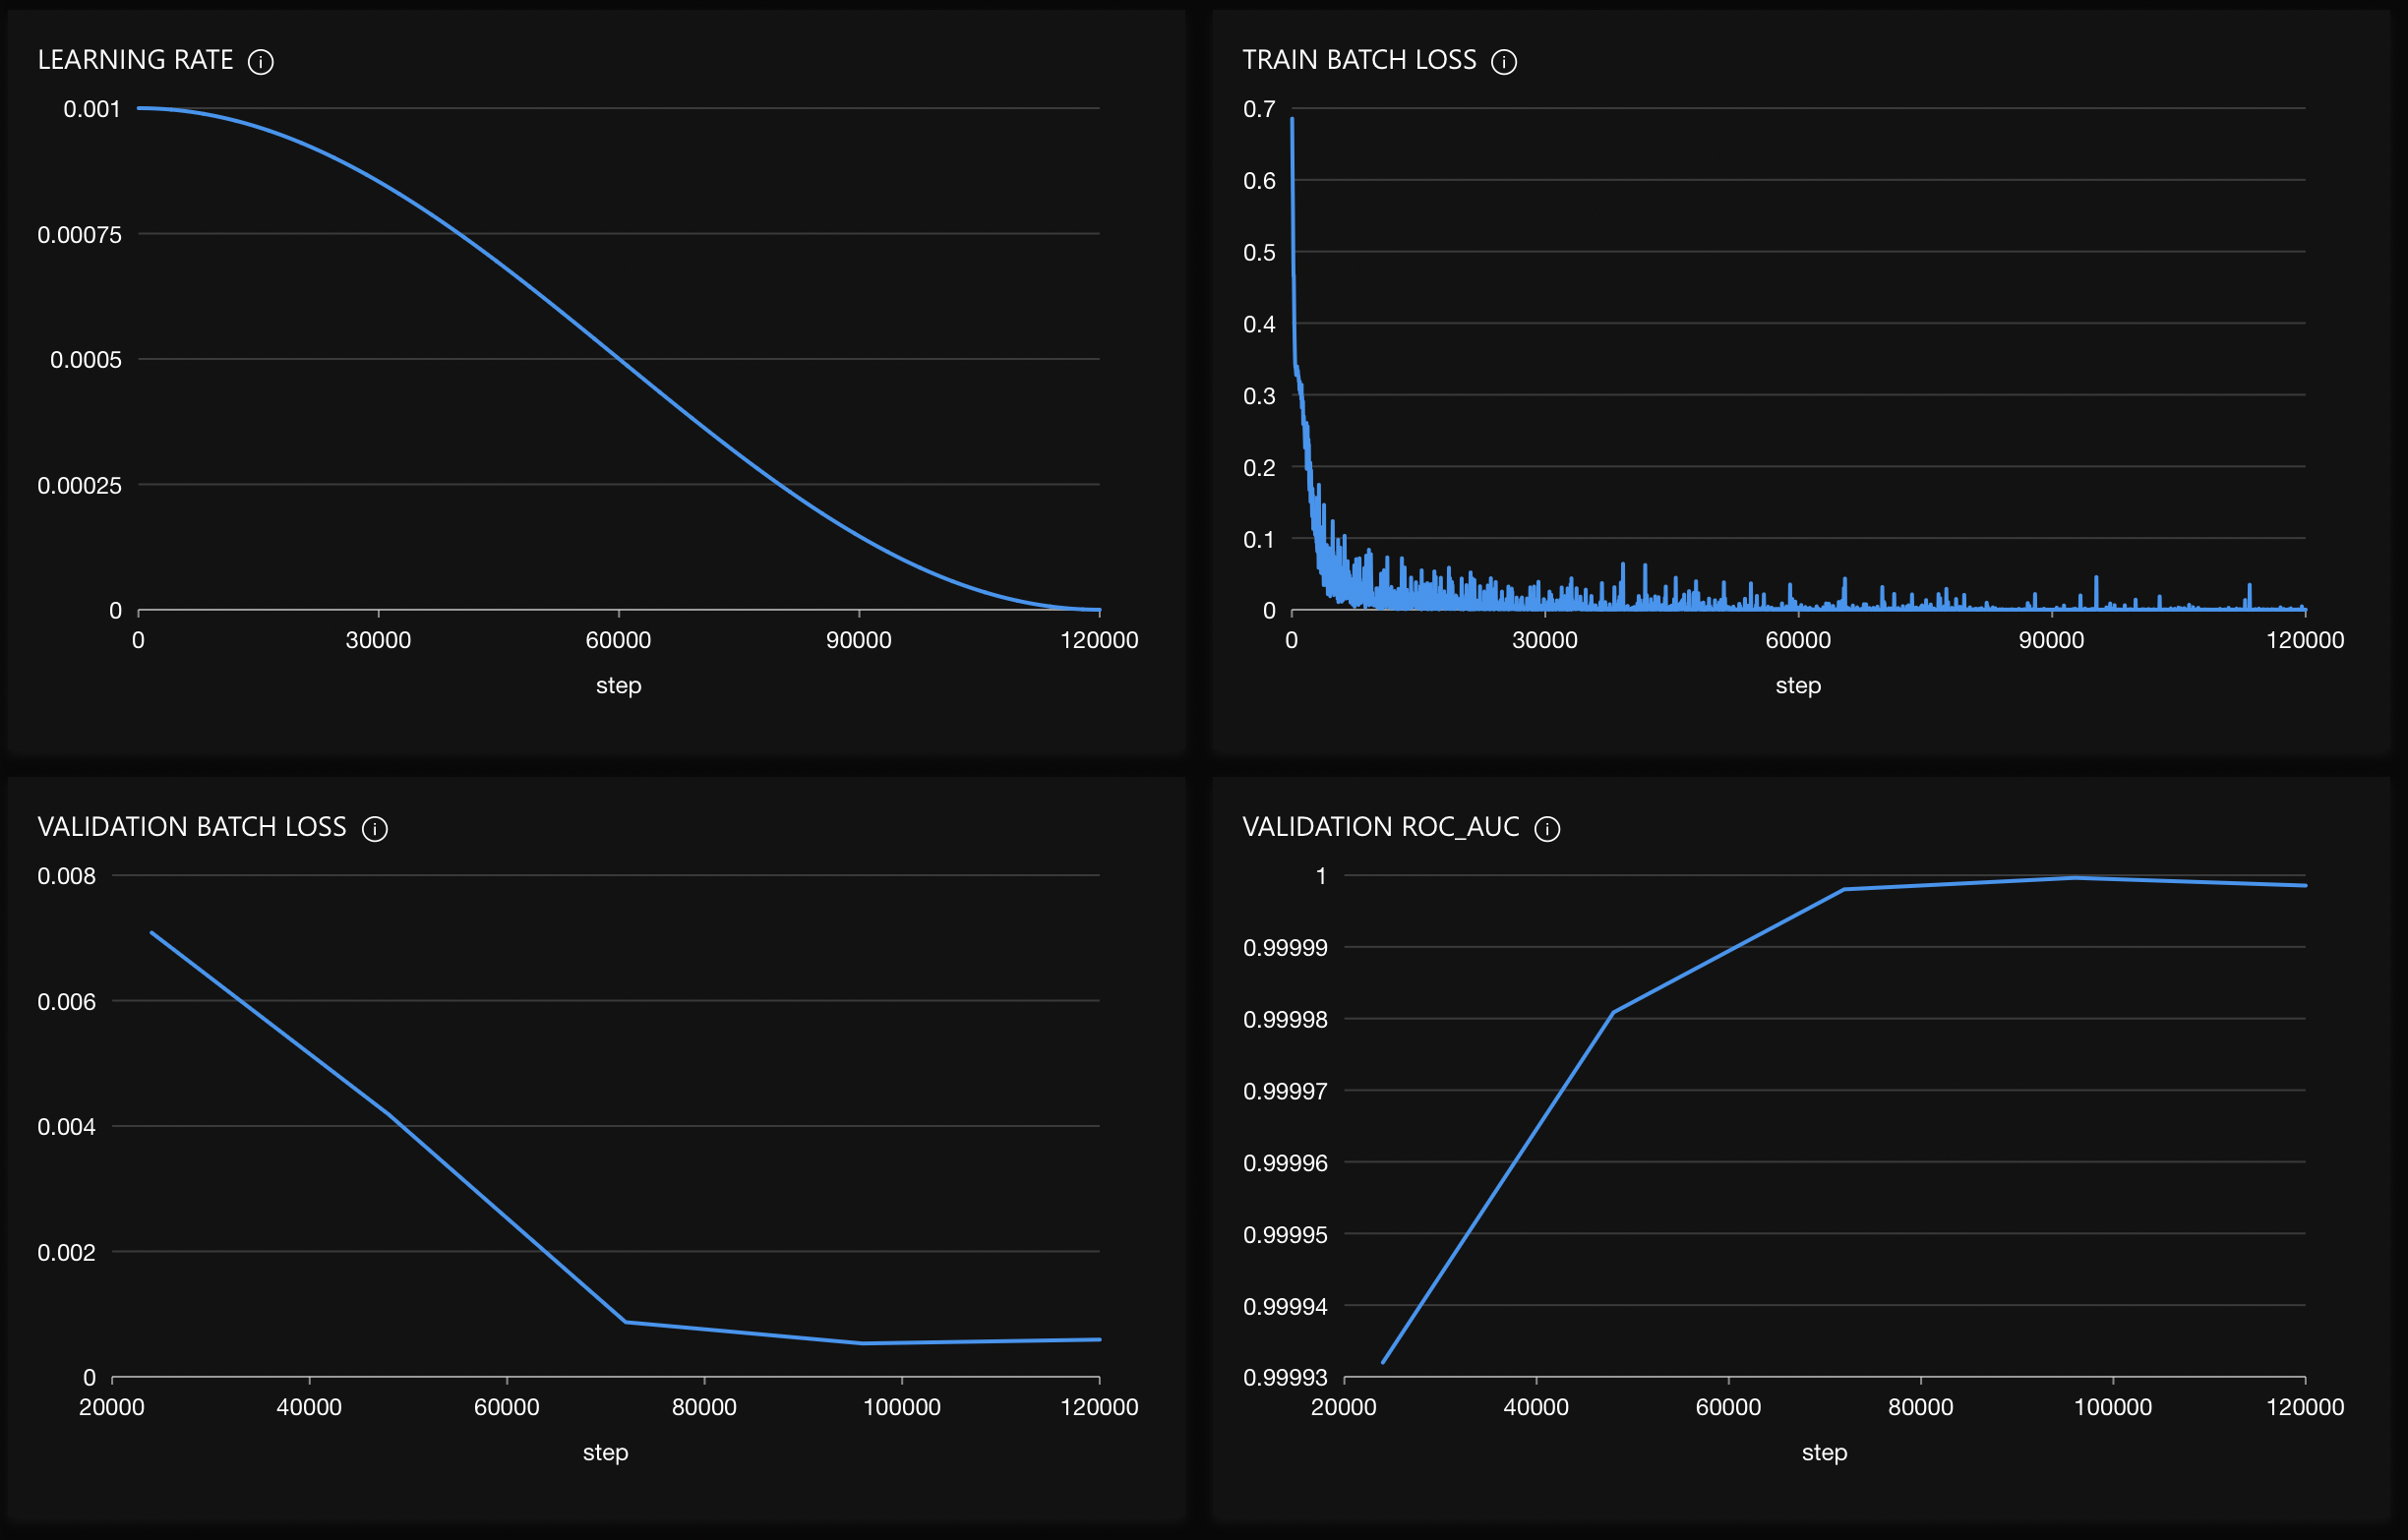 LEARNING RATE
0.001
0.00075
0.0005
0.00025
0
0 30000 60000 90000 120000
step
TRAIN BATCH LOSS
0.7
0.6
0.5
0.4
0.3
0.2
0.1
0
0 30000 60000 90000 120000
step
VALIDATION BATCH LOSS
0.008
0.006
0.004
0.002
0
20000 40000 60000 80000 100000 120000
step
VALIDATION ROC_AUC
1
0.99999
0.99998
0.99997
0.99996
0.99995
0.99994
0.99993
20000 40000 60000 80000 100000 120000
step